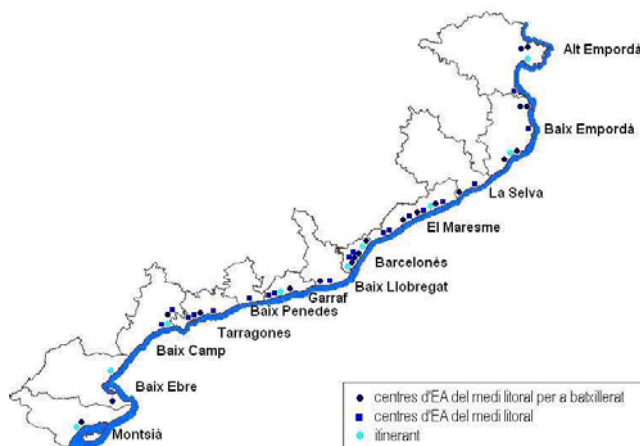 Alt Empordà
Baix Empordà
La Selva
El Maresme
Barcelonès
Baix Llobregat
Garraf
Baix Penedes
Tarragones
Baix Camp
Baix Ebre
Montsià
centres d'EA del medi litoral per a batxillerat
centres d'EA del medi litoral
itinerant